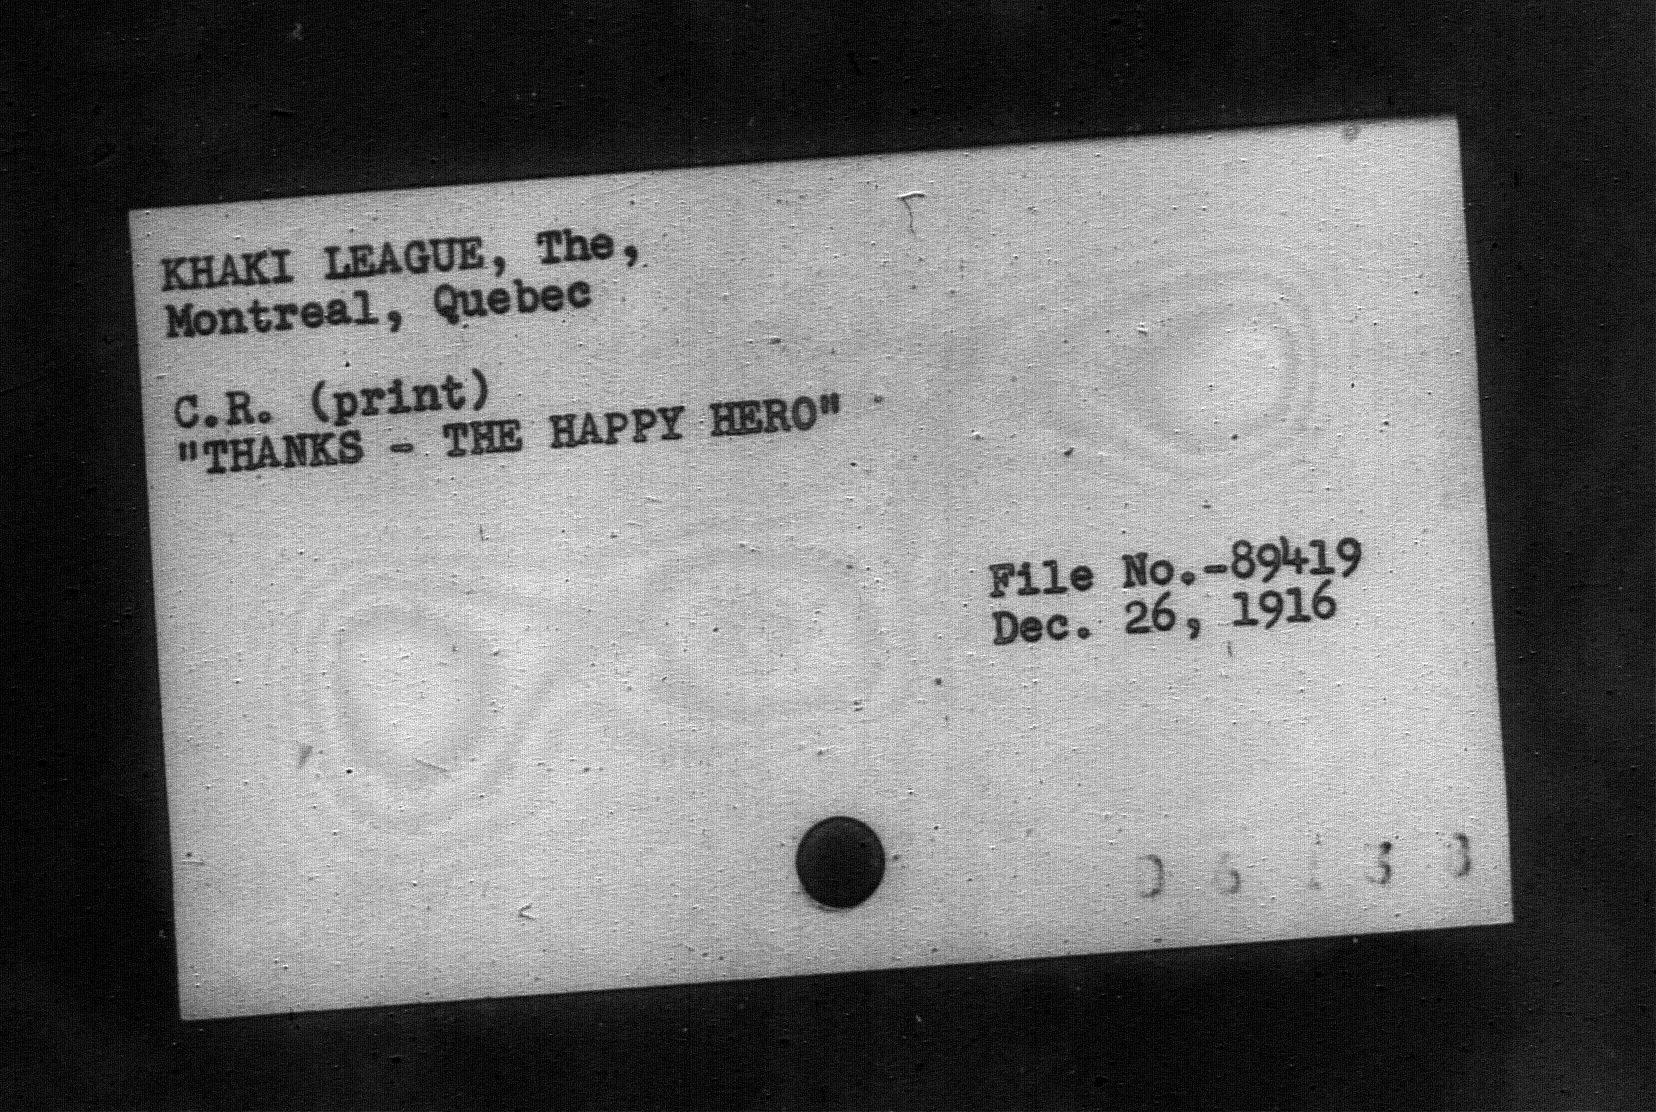 KHAKI LEAGUE, The,
Montreal, Quebec
C.R. (print)
"THANKS - THE HAPPY HERO"
File No.-89419
Dec. 26, 1916